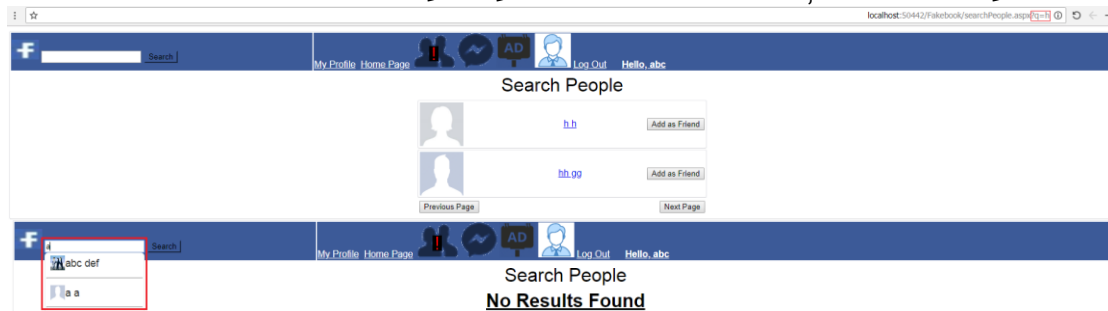 localhost:50442/Fakebook/searchPeople.aspx?q=h
Search
My Profile Home Page AD Log Out Hello, abc
Search People
h h Add as Friend
hh gg Add as Friend
Previous Page Next Page
a Search
My Profile Home Page AD Log Out Hello, abc
abc def
Search People
a a
No Results Found